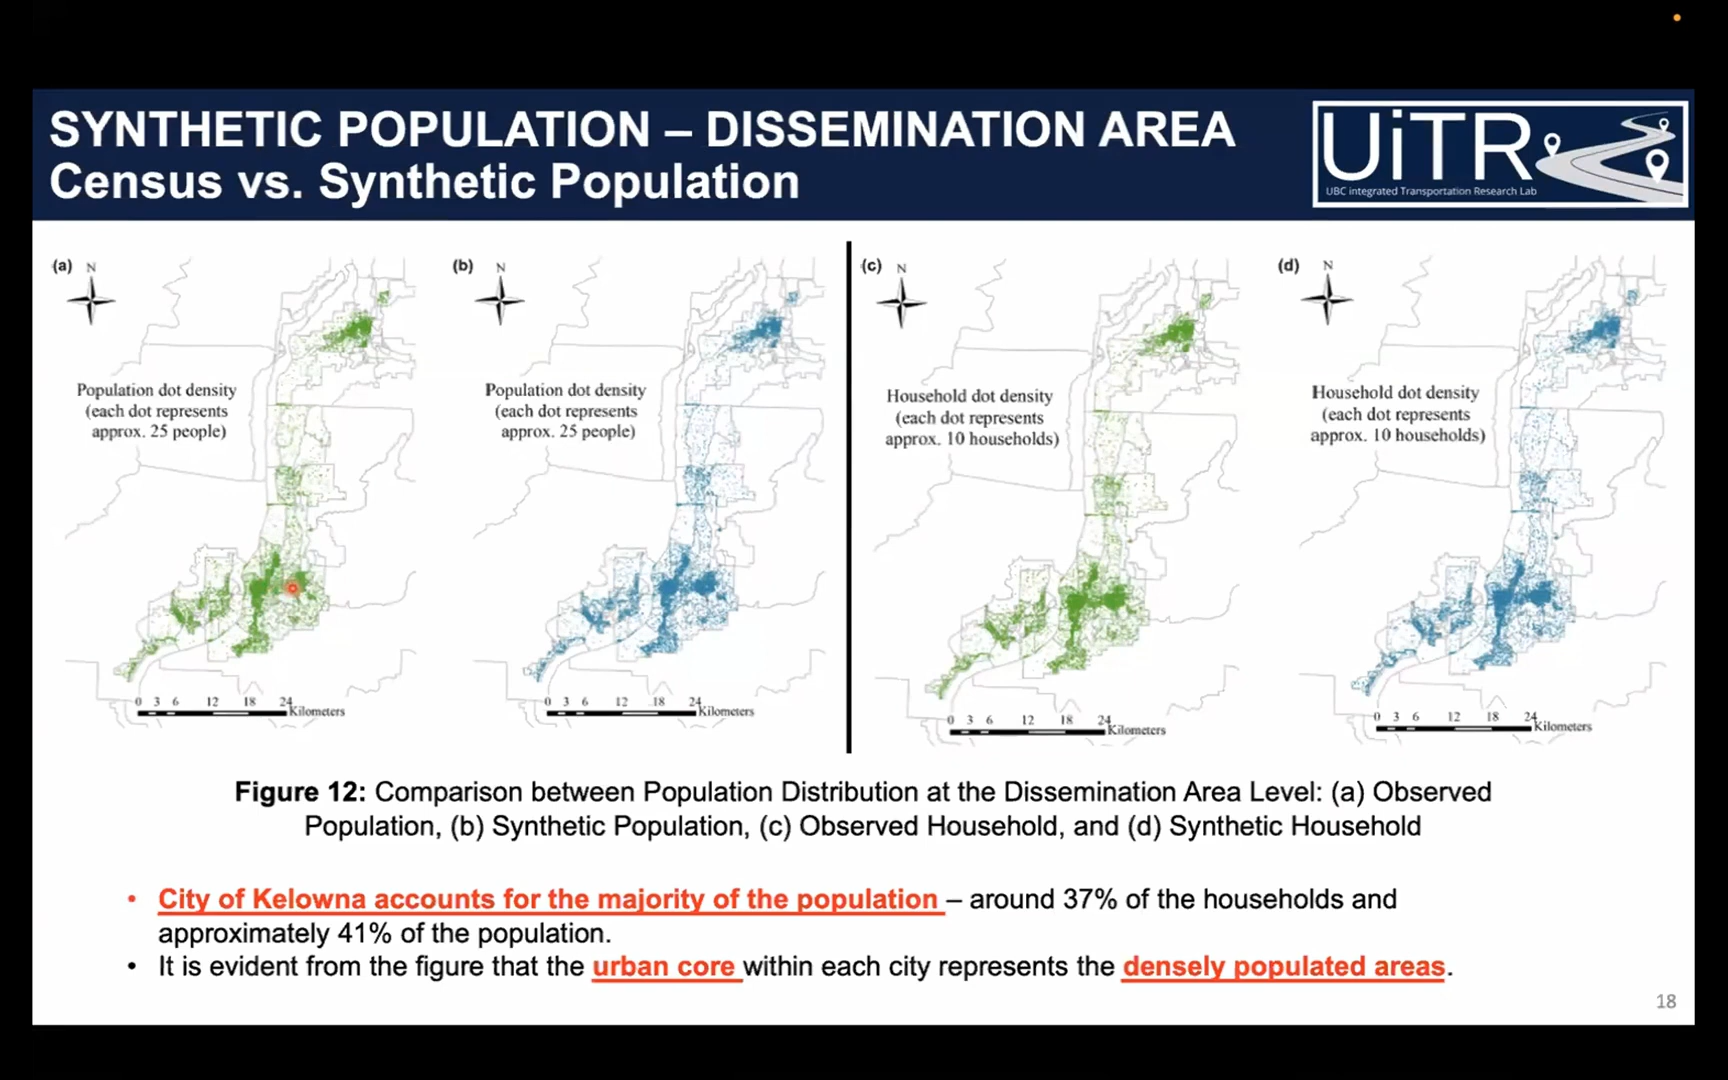 SYNTHETIC POPULATION – DISSEMINATION AREA
Census vs. Synthetic Population
UiTR
UBC integrated Transportation Research Lab
(a) N
Population dot density
(each dot represents
approx. 25 people)
0 3 6 12 18 24
Kilometers
(b) N
Population dot density
(each dot represents
approx. 25 people)
0 3 6 12 18 24
Kilometers
(c) N
Household dot density
(each dot represents
approx. 10 households)
0 3 6 12 18 24
Kilometers
(d) N
Household dot density
(each dot represents
approx. 10 households)
0 3 6 12 18 24
Kilometers
Figure 12: Comparison between Population Distribution at the Dissemination Area Level: (a) Observed
Population, (b) Synthetic Population, (c) Observed Household, and (d) Synthetic Household
• City of Kelowna accounts for the majority of the population – around 37% of the households and
approximately 41% of the population.
• It is evident from the figure that the urban core within each city represents the densely populated areas.
18